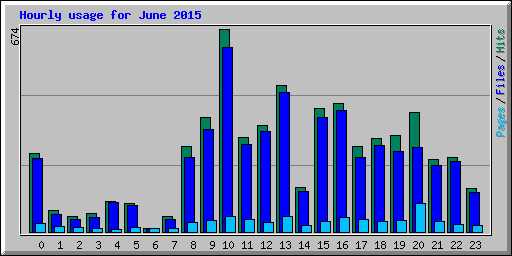 Hourly usage for June 2015
674
Pages / Files / Hits
0 1 2 3 4 5 6 7 8 9 10 11 12 13 14 15 16 17 18 19 20 21 22 23